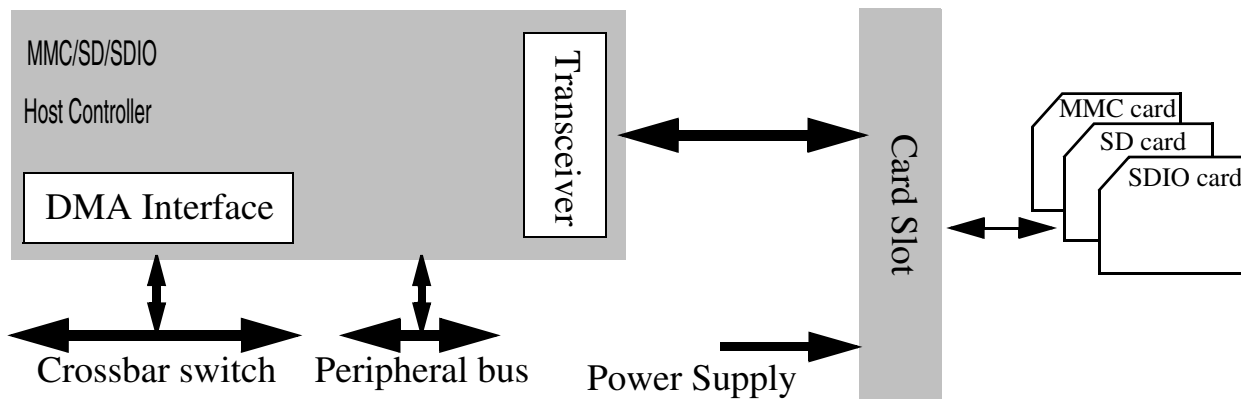 MMC/SD/SDIO
Host Controller
Transceiver
DMA Interface
Card Slot
MMC card
SD card
SDIO card
Crossbar switch
Peripheral bus
Power Supply